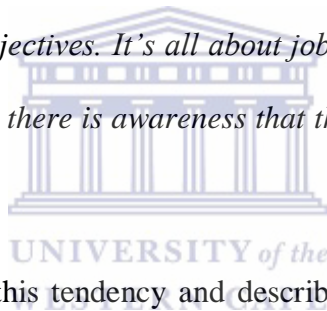 jectives. It's all about job
there is awareness that th
UNIVERSITY of the
this tendency and describ
WESTERN CAPE